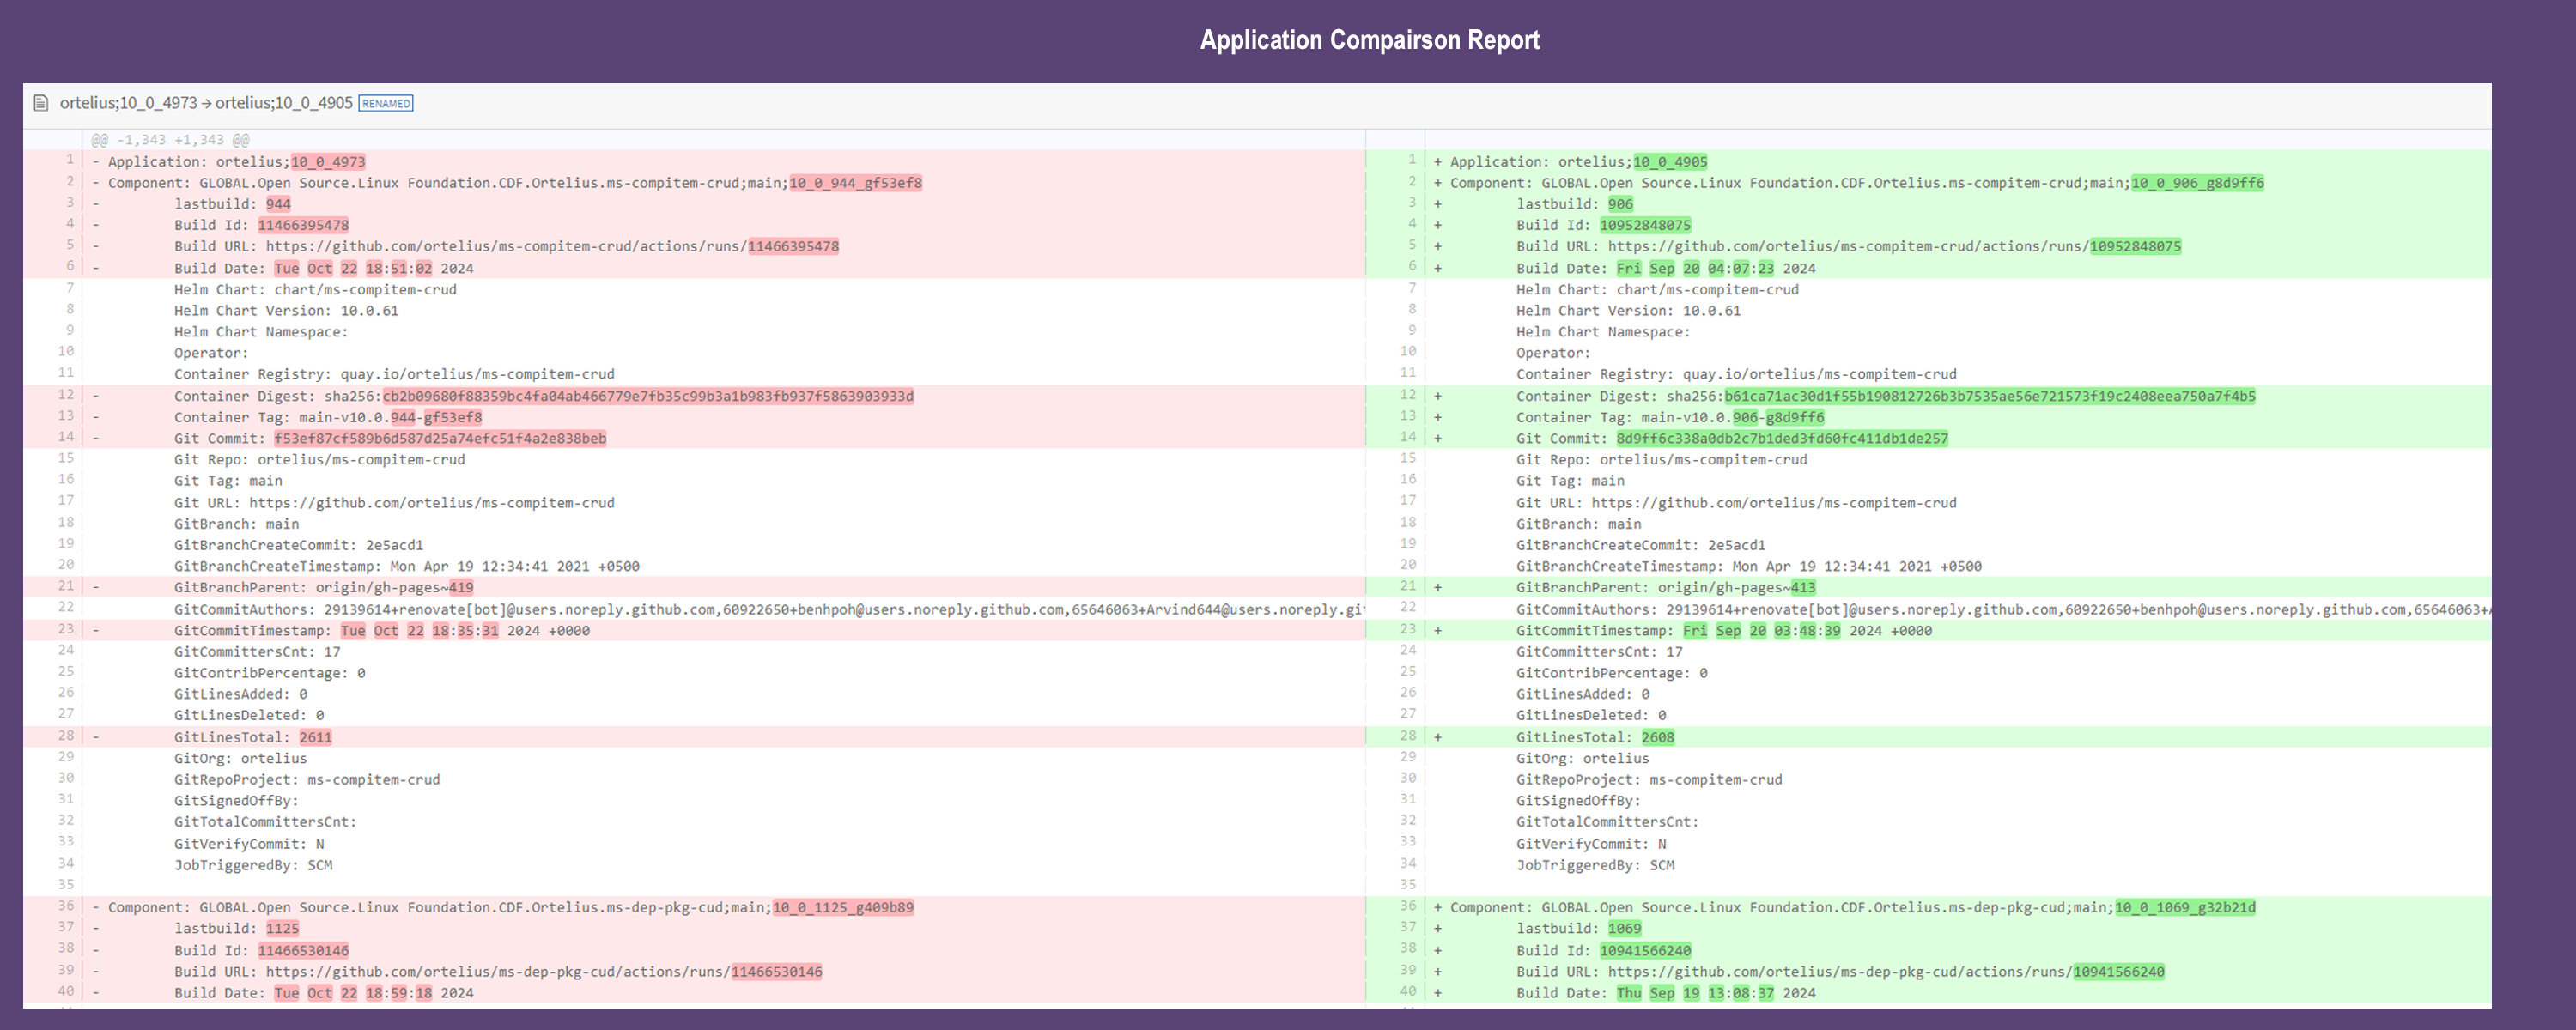 Application Compairson Report
ortelius;10_0_4973 → ortelius;10_0_4905 RENAMED
@@ -1,343 +1,343 @@
1 - Application: ortelius;10_0_4973
2 - Component: GLOBAL.Open Source.Linux Foundation.CDF.Ortelius.ms-compitem-crud;main;10_0_944_gf53ef8
3 - lastbuild: 944
4 - Build Id: 11466395478
5 - Build URL: https://github.com/ortelius/ms-compitem-crud/actions/runs/11466395478
6 - Build Date: Tue Oct 22 18:51:02 2024
7 Helm Chart: chart/ms-compitem-crud
8 Helm Chart Version: 10.0.61
9 Helm Chart Namespace:
10 Operator:
11 Container Registry: quay.io/ortelius/ms-compitem-crud
12 - Container Digest: sha256:cb2b09680f88359bc4fa04ab466779e7fb35c99b3a1b983fb937f5863903933d
13 - Container Tag: main-v10.0.944-gf53ef8
14 - Git Commit: f53ef87cf589b6d587d25a74efc51f4a2e838beb
15 Git Repo: ortelius/ms-compitem-crud
16 Git Tag: main
17 Git URL: https://github.com/ortelius/ms-compitem-crud
18 GitBranch: main
19 GitBranchCreateCommit: 2e5acd1
20 GitBranchCreateTimestamp: Mon Apr 19 12:34:41 2021 +0500
21 - GitBranchParent: origin/gh-pages~419
22 GitCommitAuthors: 29139614+renovate[bot]@users.noreply.github.com,60922650+benhpoh@users.noreply.github.com,65646063+Arvind644@users.noreply.git
23 - GitCommitTimestamp: Tue Oct 22 18:35:31 2024 +0000
24 GitCommittersCnt: 17
25 GitContribPercentage: 0
26 GitLinesAdded: 0
27 GitLinesDeleted: 0
28 - GitLinesTotal: 2611
29 GitOrg: ortelius
30 GitRepoProject: ms-compitem-crud
31 GitSignedOffBy:
32 GitTotalCommittersCnt:
33 GitVerifyCommit: N
34 JobTriggeredBy: SCM
35
36 - Component: GLOBAL.Open Source.Linux Foundation.CDF.Ortelius.ms-dep-pkg-cud;main;10_0_1125_g409b89
37 - lastbuild: 1125
38 - Build Id: 11466530146
39 - Build URL: https://github.com/ortelius/ms-dep-pkg-cud/actions/runs/11466530146
40 - Build Date: Tue Oct 22 18:59:18 2024
1 + Application: ortelius;10_0_4905
2 + Component: GLOBAL.Open Source.Linux Foundation.CDF.Ortelius.ms-compitem-crud;main;10_0_906_g8d9ff6
3 + lastbuild: 906
4 + Build Id: 10952848075
5 + Build URL: https://github.com/ortelius/ms-compitem-crud/actions/runs/10952848075
6 + Build Date: Fri Sep 20 04:07:23 2024
7 Helm Chart: chart/ms-compitem-crud
8 Helm Chart Version: 10.0.61
9 Helm Chart Namespace:
10 Operator:
11 Container Registry: quay.io/ortelius/ms-compitem-crud
12 + Container Digest: sha256:b61ca71ac30d1f55b190812726b3b7535ae56e721573f19c2408eea750a7f4b5
13 + Container Tag: main-v10.0.906-g8d9ff6
14 + Git Commit: 8d9ff6c338a0db2c7b1ded3fd60fc411db1de257
15 Git Repo: ortelius/ms-compitem-crud
16 Git Tag: main
17 Git URL: https://github.com/ortelius/ms-compitem-crud
18 GitBranch: main
19 GitBranchCreateCommit: 2e5acd1
20 GitBranchCreateTimestamp: Mon Apr 19 12:34:41 2021 +0500
21 + GitBranchParent: origin/gh-pages~413
22 GitCommitAuthors: 29139614+renovate[bot]@users.noreply.github.com,60922650+benhpoh@users.noreply.github.com,65646063+A
23 + GitCommitTimestamp: Fri Sep 20 03:48:39 2024 +0000
24 GitCommittersCnt: 17
25 GitContribPercentage: 0
26 GitLinesAdded: 0
27 GitLinesDeleted: 0
28 + GitLinesTotal: 2608
29 GitOrg: ortelius
30 GitRepoProject: ms-compitem-crud
31 GitSignedOffBy:
32 GitTotalCommittersCnt:
33 GitVerifyCommit: N
34 JobTriggeredBy: SCM
35
36 + Component: GLOBAL.Open Source.Linux Foundation.CDF.Ortelius.ms-dep-pkg-cud;main;10_0_1069_g32b21d
37 + lastbuild: 1069
38 + Build Id: 10941566240
39 + Build URL: https://github.com/ortelius/ms-dep-pkg-cud/actions/runs/10941566240
40 + Build Date: Thu Sep 19 13:08:37 2024